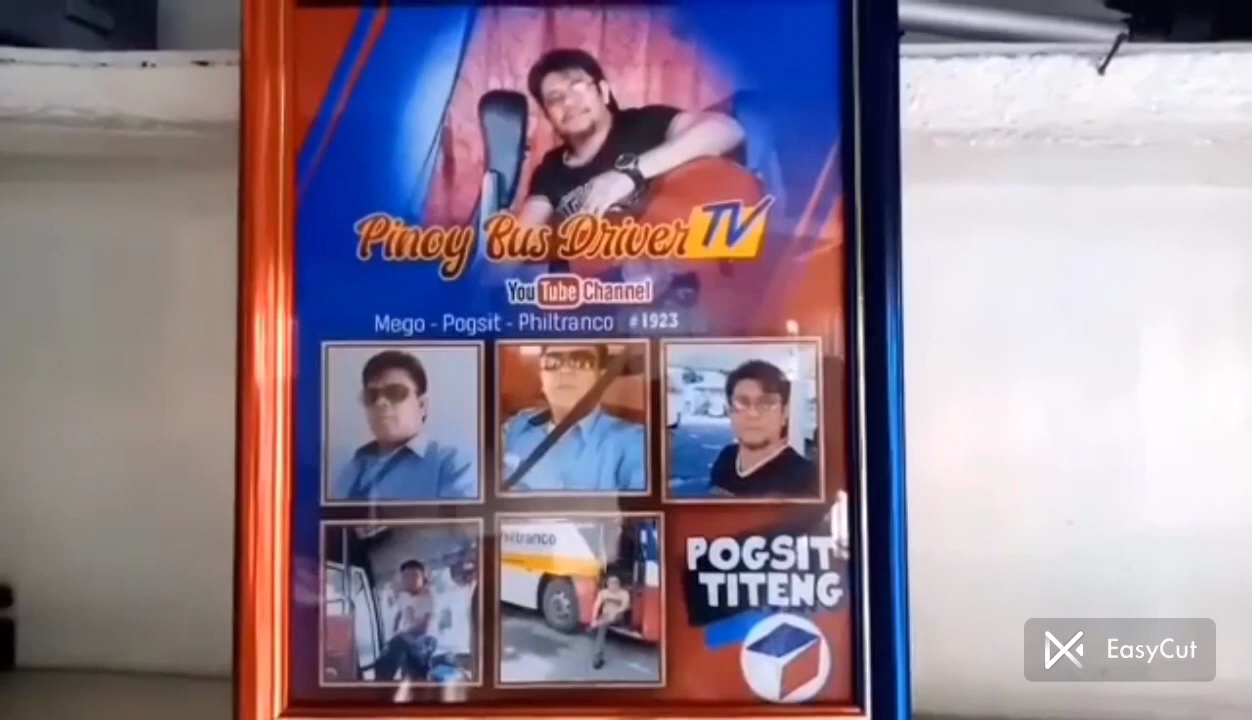 Pinoy Bus Driver TV
YouTube Channel
Mego - Pogsit - Philtranco #1923
philtranco
POGSIT
TITENG
EasyCut